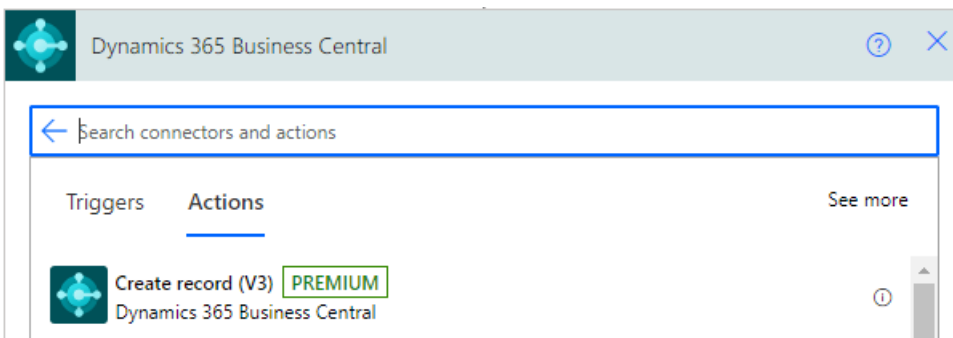 Dynamics 365 Business Central
Search connectors and actions
Triggers Actions See more
Create record (V3) PREMIUM
Dynamics 365 Business Central